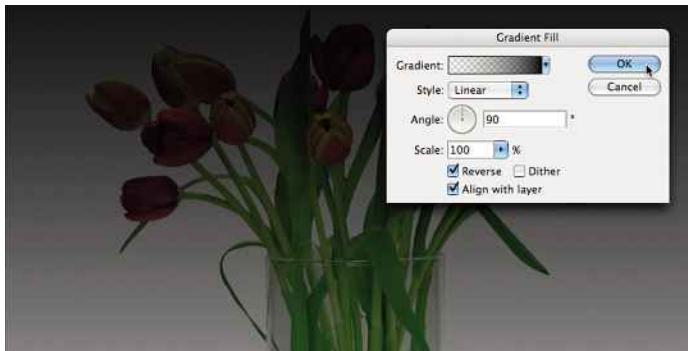 Gradient Fill
Gradient:
OK
Style: Linear
Cancel
Angle: 90 °
Scale: 100 %
Reverse Dither
Align with layer